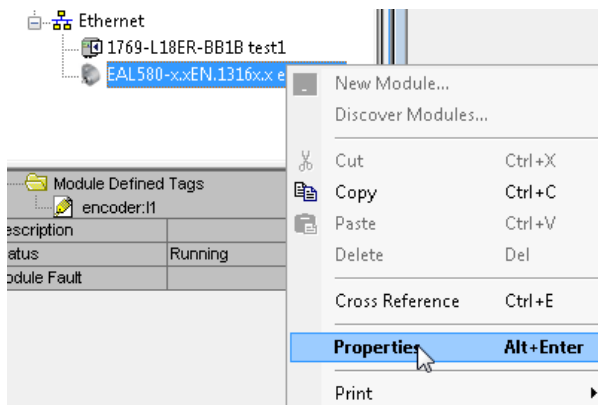 Ethernet
1769-L18ER-BB1B test1
EAL580-x.xEN.1316x.x e
New Module...
Discover Modules...
Cut Ctrl+X
Copy Ctrl+C
Paste Ctrl+V
Delete Del
Cross Reference Ctrl+E
Properties Alt+Enter
Print
Module Defined Tags
encoder:I1
escription
atus Running
odule Fault